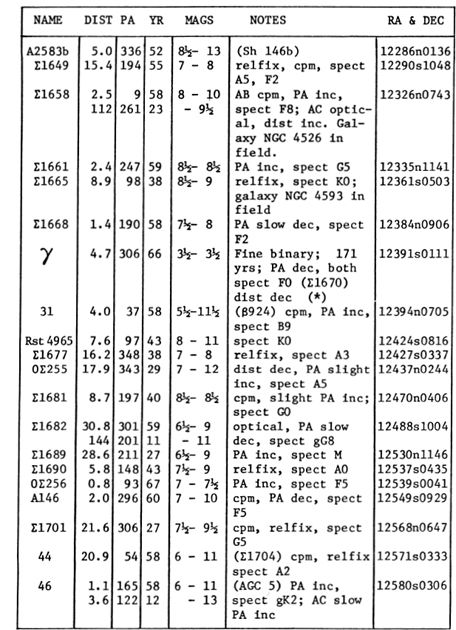 NAME DIST PA YR MAGS NOTES RA & DEC
A2583b 5.0 336 52 8½- 13 (Sh 146b) 12286n0136
Σ1649 15.4 194 55 7 - 8 relfix, cpm, spect 12290s1048
A5, F2
Σ1658 2.5 9 58 8 - 10 AB cpm, PA inc, 12326n0743
112 261 23 - 9½ spect F8; AC optic-
al, dist inc. Gal-
axy NGC 4526 in
field.
Σ1661 2.4 247 59 8½- 8½ PA inc, spect G5 12335n1141
Σ1665 8.9 98 38 8½- 9 relfix, spect K0; 12361s0503
galaxy NGC 4593 in
field
Σ1668 1.4 190 58 7½- 8 PA slow dec, spect 12384n0906
F2
γ 4.7 306 66 3½- 3½ Fine binary; 171 12391s0111
yrs; PA dec, both
spect F0 (Σ1670)
dist dec (*)
31 4.0 37 58 5½-11½ (β924) cpm, PA inc, 12394n0705
spect B9
Rst 4965 7.6 97 43 8 - 11 spect K0 12424s0816
Σ1677 16.2 348 38 7 - 8 relfix, spect A3 12427s0337
OΣ255 17.9 343 29 7 - 12 dist dec, PA slight 12437n0244
inc, spect A5
Σ1681 8.7 197 40 8½- 8½ cpm, slight PA inc; 12470n0406
spect G0
Σ1682 30.8 301 59 6½- 9 optical, PA slow 12488s1004
144 201 11 - 11 dec, spect gG8
Σ1689 28.6 211 27 6½- 9 PA inc, spect M 12530n1146
Σ1690 5.8 148 43 7½- 9 relfix, spect A0 12537s0435
OΣ256 0.8 93 67 7 - 7½ PA inc, spect F5 12539s0041
A146 2.0 296 60 7 - 10 cpm, PA dec, spect 12549s0929
F5
Σ1701 21.6 306 27 7½- 9½ cpm, relfix, spect 12568n0647
G5
44 20.9 54 58 6 - 11 (Σ1704) cpm, relfix 12571s0333
spect A2
46 1.1 165 58 6 - 11 (AGC 5) PA inc, 12580s0306
3.6 122 12 - 13 spect gK2; AC slow
PA inc